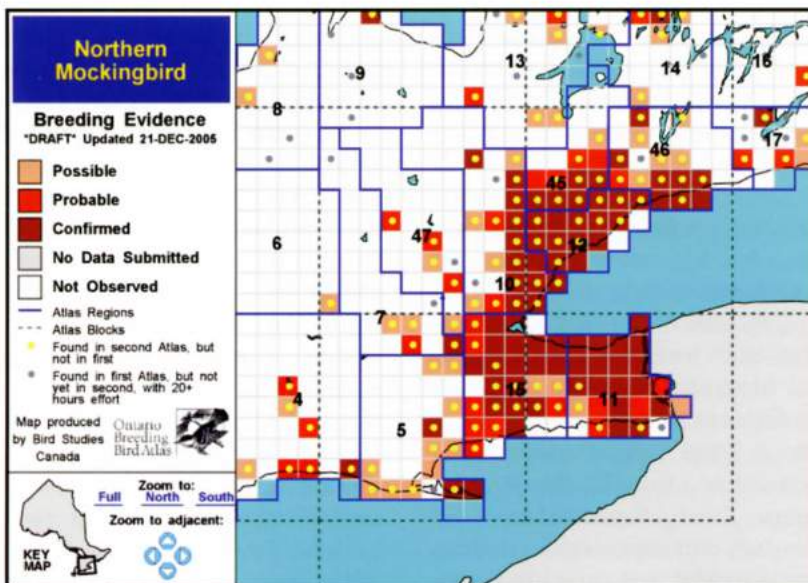 Northern
Mockingbird
Breeding Evidence
*DRAFT* Updated 21-DEC-2005
Possible
Probable
Confirmed
No Data Submitted
Not Observed
Atlas Regions
Atlas Blocks
Found in second Atlas, but
not in first
Found in first Atlas, but not
yet in second, with 20+
hours effort
Map produced
by Bird Studies
Canada
Ontario
Breeding
Bird Atlas
Zoom to:
Full North South
Zoom to adjacent:
KEY
MAP
9
13
14
16
8
46
17
45
6
47
12
10
7
4
15
11
5